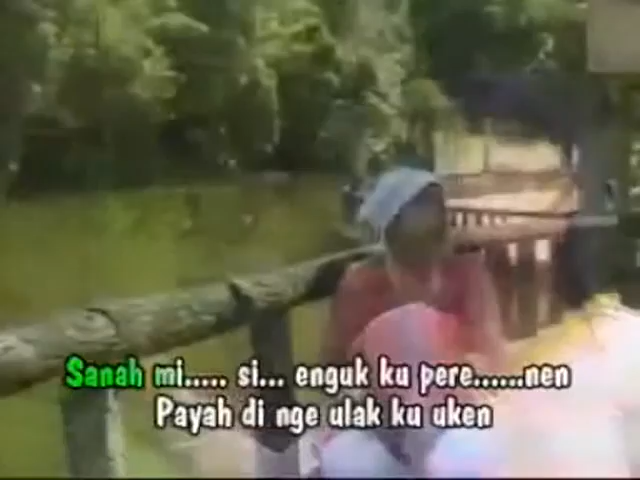 Sanah mi..... si... enguk ku pere......nen
Payah di nge ulak ku uken